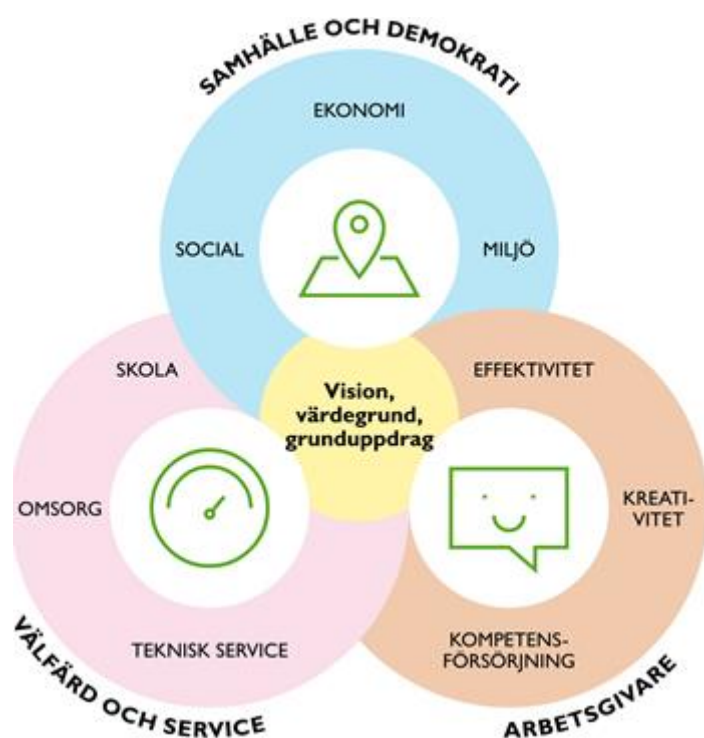 SAMHÄLLE OCH DEMOKRATI
EKONOMI
SOCIAL
MILJÖ
SKOLA
EFFEKTIVITET
Vision,
värdegrund,
grunduppdrag
OMSORG
KREATI-
VITET
TEKNISK SERVICE
KOMPETENS-
FÖRSÖRJNING
VÄLFÄRD OCH SERVICE
ARBETSGIVARE